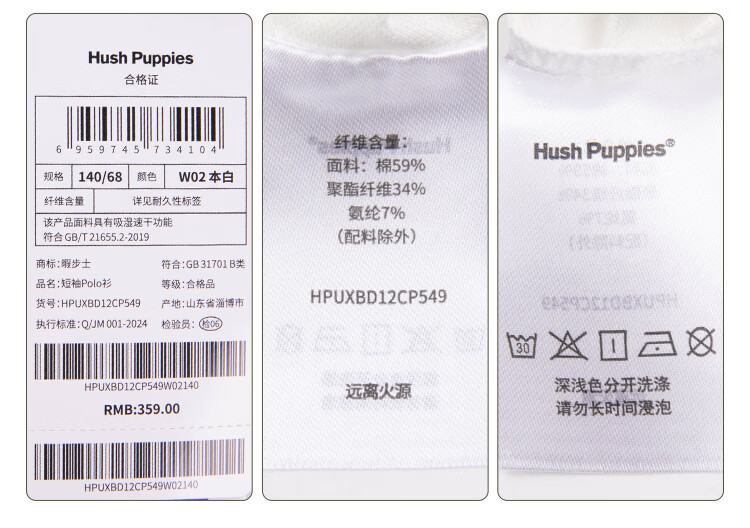 Hush Puppies
合格证
6 959745 734104
规格 140/68 颜色 W02 本白
纤维含量 详见耐久性标签
该产品面料具有吸湿速干功能
符合 GB/T 21655.2-2019
商标：暇步士 符合：GB 31701 B类
品名：短袖Polo衫 等级：合格品
货号：HPUXBD12CP549 产地：山东省淄博市
执行标准：Q/JM 001-2024 检验员：检06
HPUXBD12CP549W02140
RMB:359.00
HPUXBD12CP549W02140
纤维含量：
面料：棉59%
聚酯纤维34%
氨纶7%
（配料除外）
HPUXBD12CP549
远离火源
Hush Puppies®
30
深浅色分开洗涤
请勿长时间浸泡